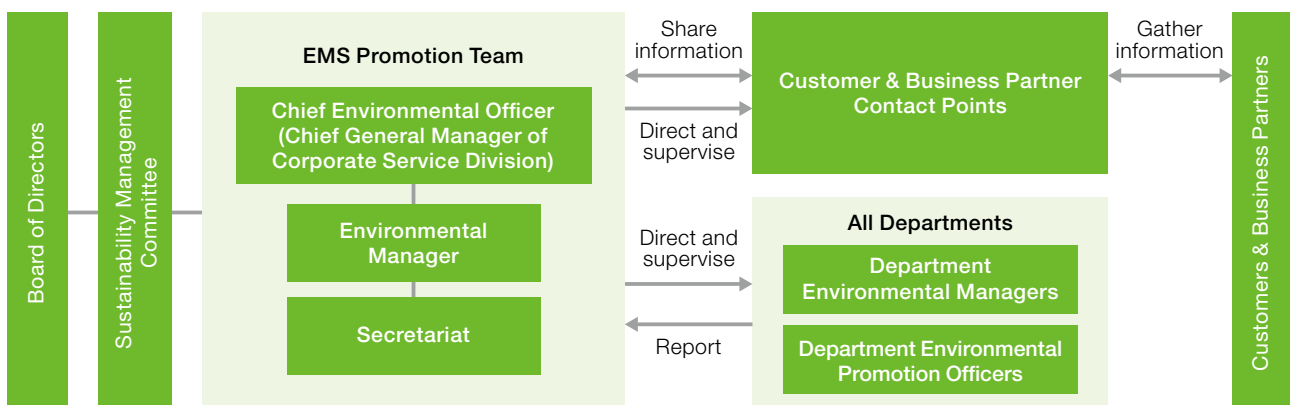 Board of Directors
Sustainability Management
Committee
EMS Promotion Team
Chief Environmental Officer
(Chief General Manager of
Corporate Service Division)
Environmental
Manager
Secretariat
Share
information
Direct and
supervise
Customer & Business Partner
Contact Points
Gather
information
Direct and
supervise
Report
All Departments
Department
Environmental Managers
Department Environmental
Promotion Officers
Customers & Business Partners